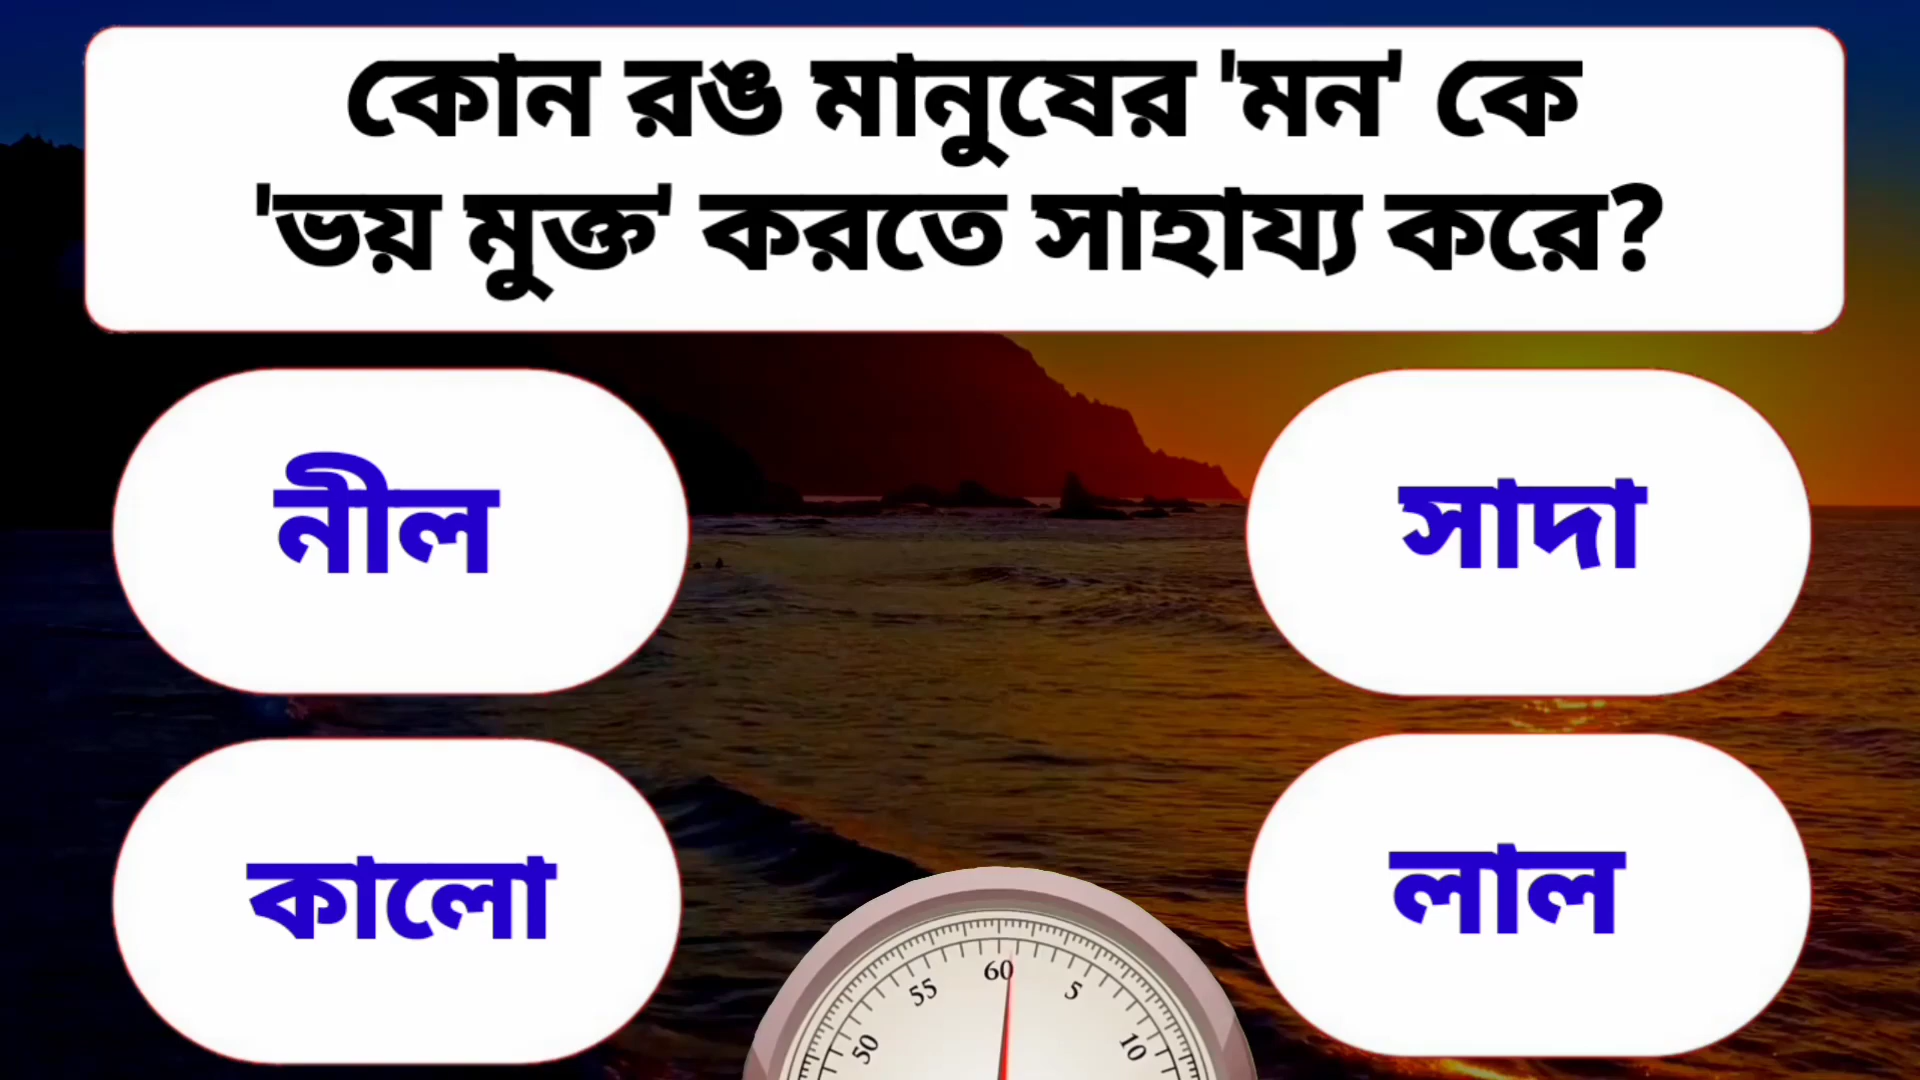 কোন রঙ মানুষের 'মন' কে
'ভয় মুক্ত' করতে সাহায্য করে?
নীল
সাদা
কালো
লাল
50
55
60
5
10